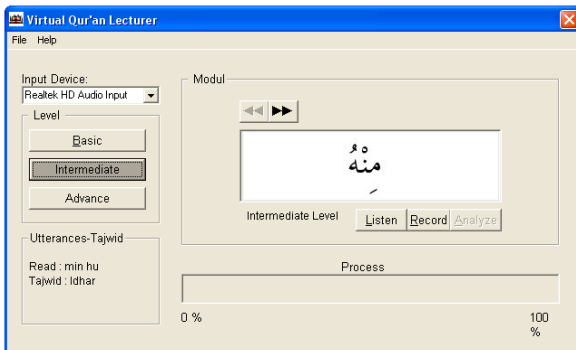 Virtual Qur'an Lecturer
File Help
Input Device:
Realtek HD Audio Input
Level
Basic
Intermediate
Advance
Utterances-Tajwid
Read : min hu
Tajwid : Idhar
Modul
مِنْهُ
Intermediate Level
Listen Record Analyze
Process
0 %
100
%